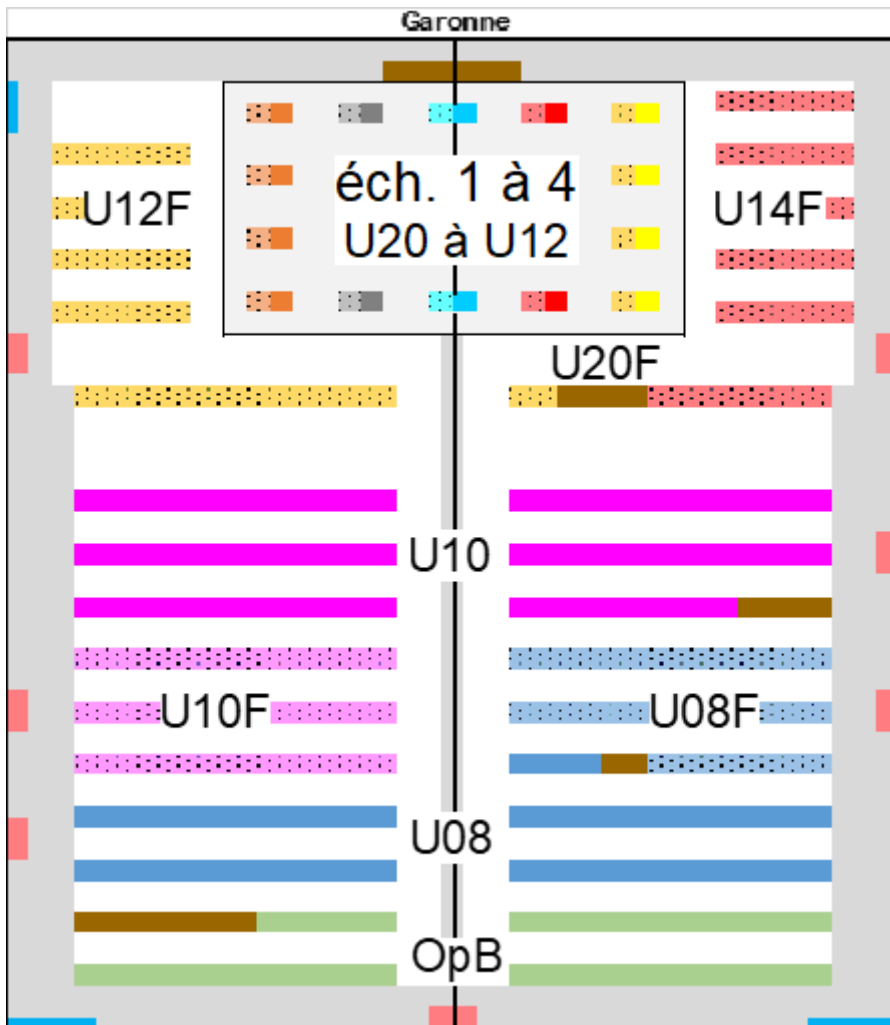 Garonne
éch. 1 à 4
U20 à U12
U12F
U14F
U20F
U10
U10F
U08F
U08
OpB